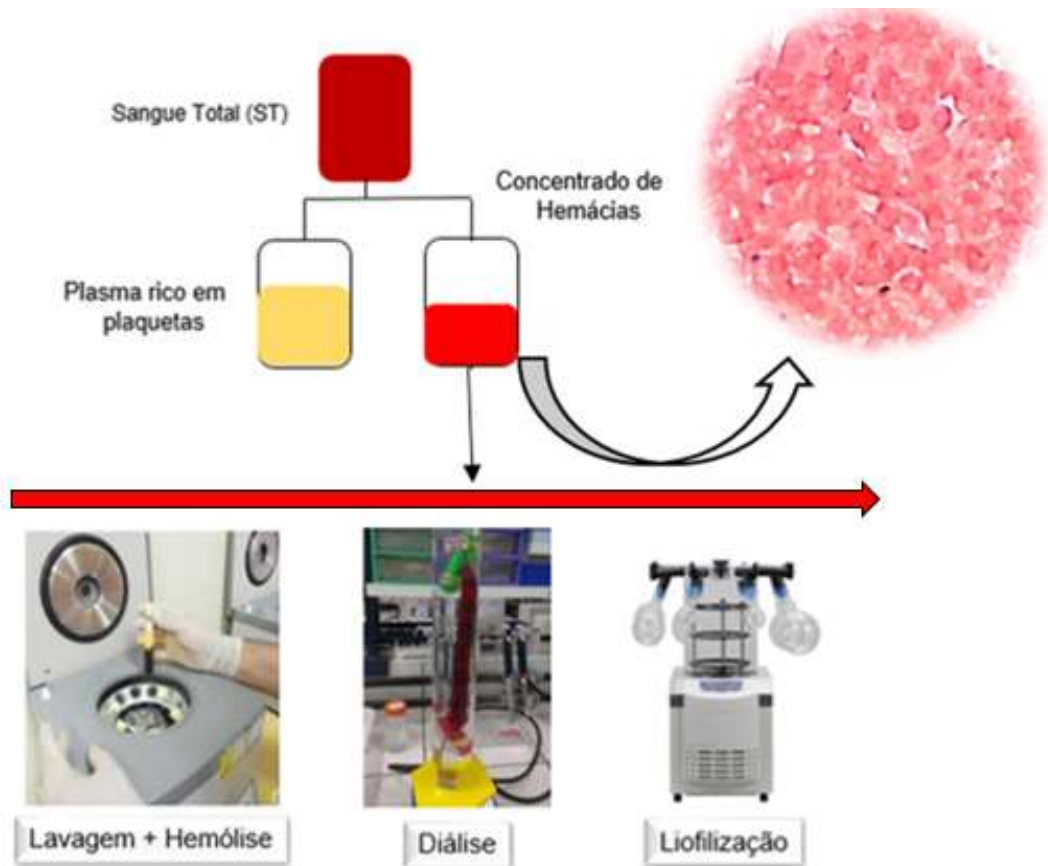 Sangue Total (ST)
Concentrado de
Hemácias
Plasma rico em
plaquetas
Lavagem + Hemólise
Diálise
Liofilização